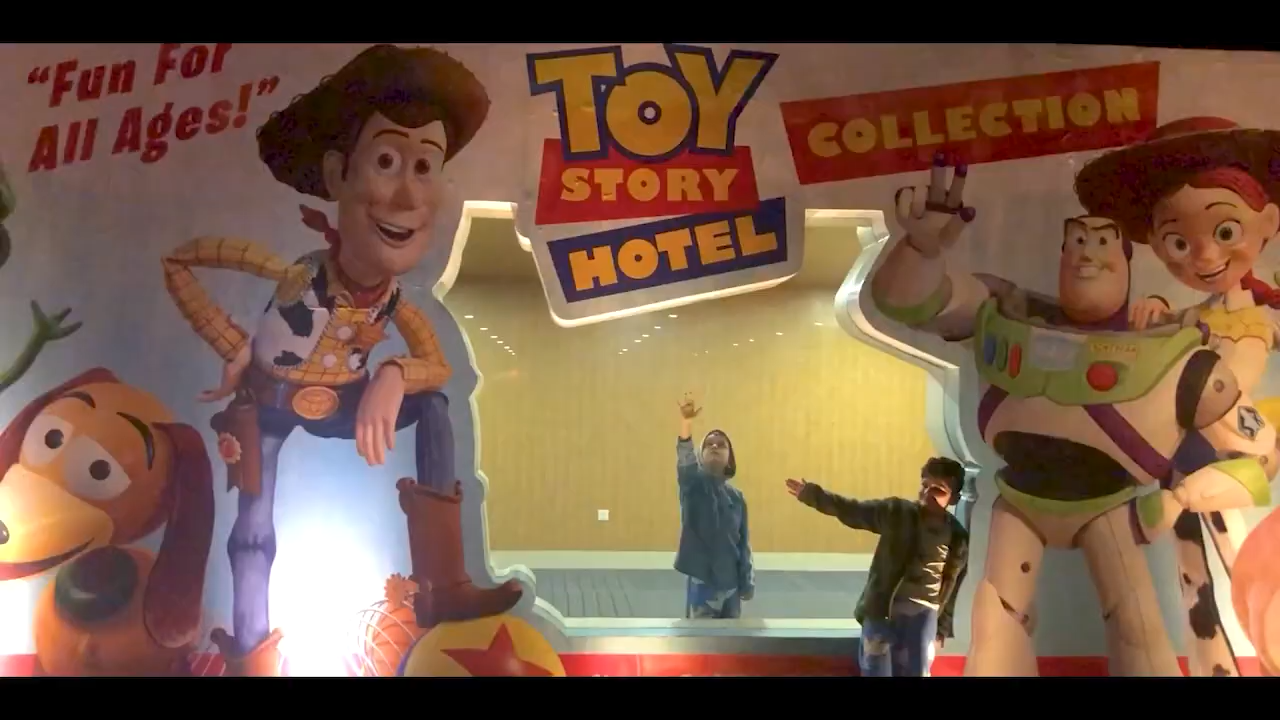 “Fun For
All Ages!”
TOY
STORY
HOTEL
COLLECTION